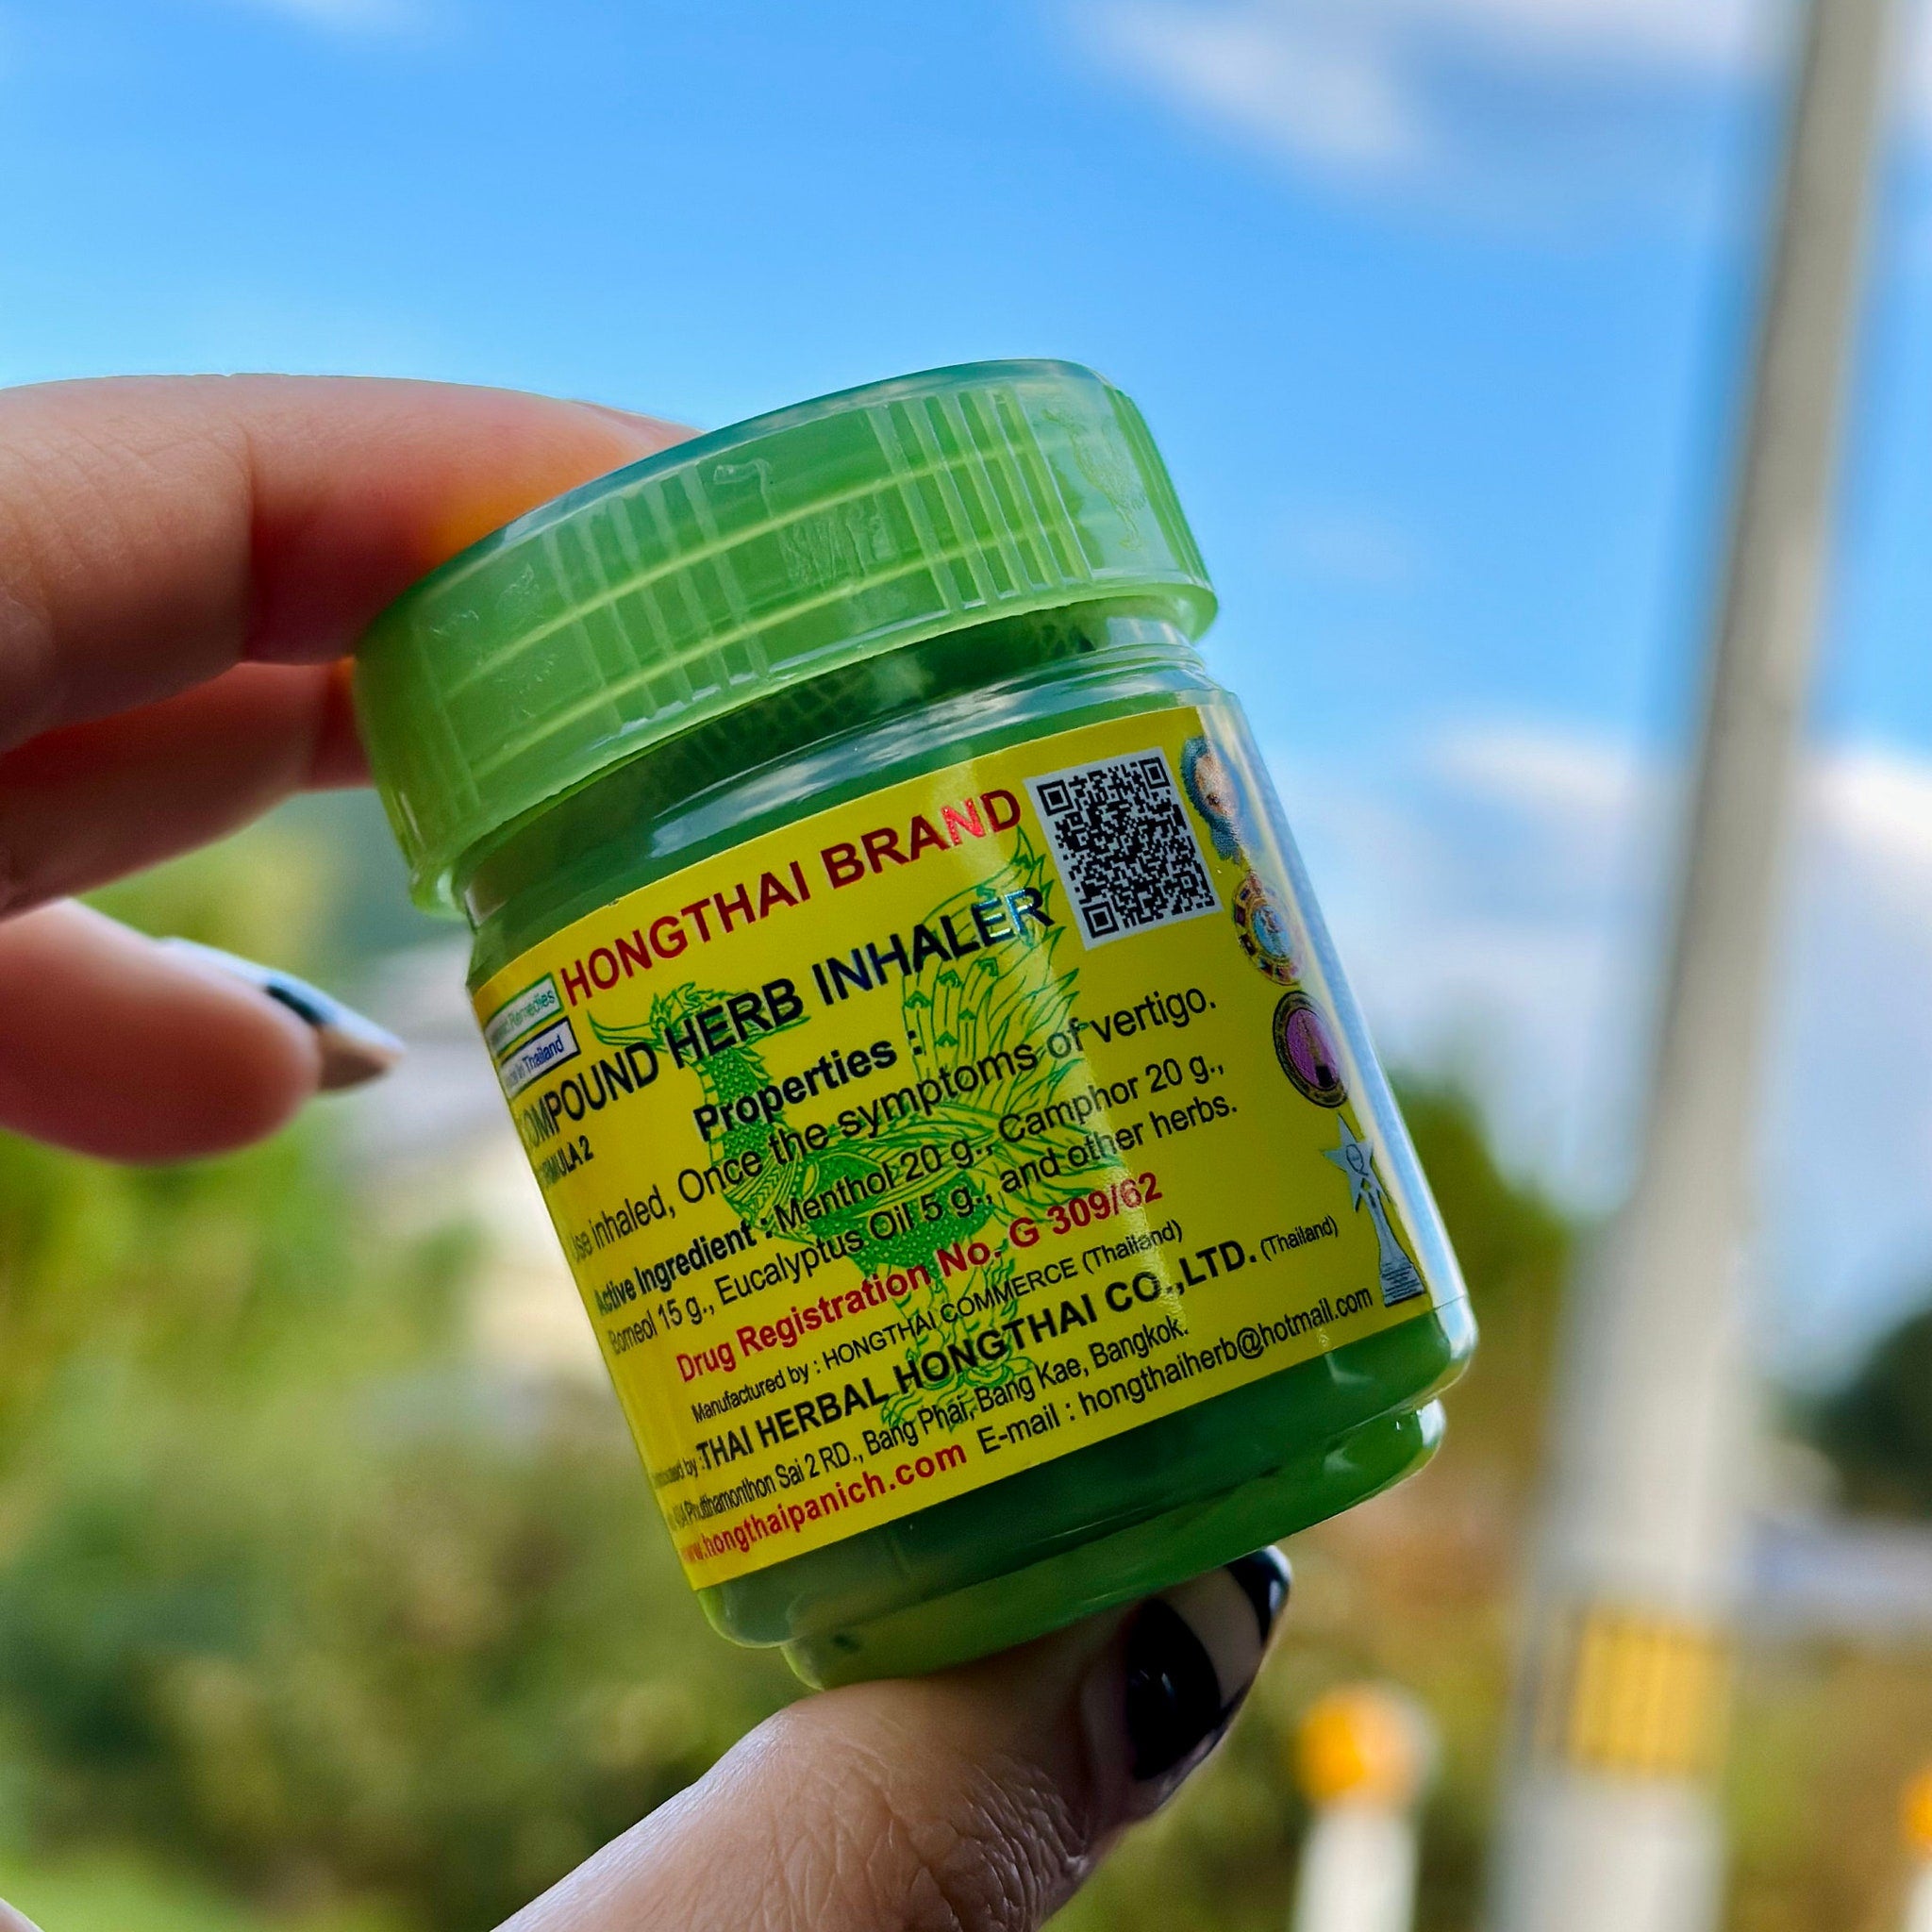 HONGTHAI BRAND
Remedies
in Thailand
COMPOUND HERB INHALER
FORMULA 2
Properties :
Use inhaled, Once the symptoms of vertigo.
Active Ingredient : Menthol 20 g., Camphor 20 g.,
Borneol 15 g., Eucalyptus Oil 5 g., and other herbs.
Drug Registration No. G 309/62
Manufactured by : HONGTHAI COMMERCE (Thailand)
by : THAI HERBAL HONGTHAI CO.,LTD. (Thailand)
Phutthamonthon Sai 2 RD., Bang Phai, Bang Kae, Bangkok.
www.hongthaipanich.com E-mail : hongthaiherb@hotmail.com